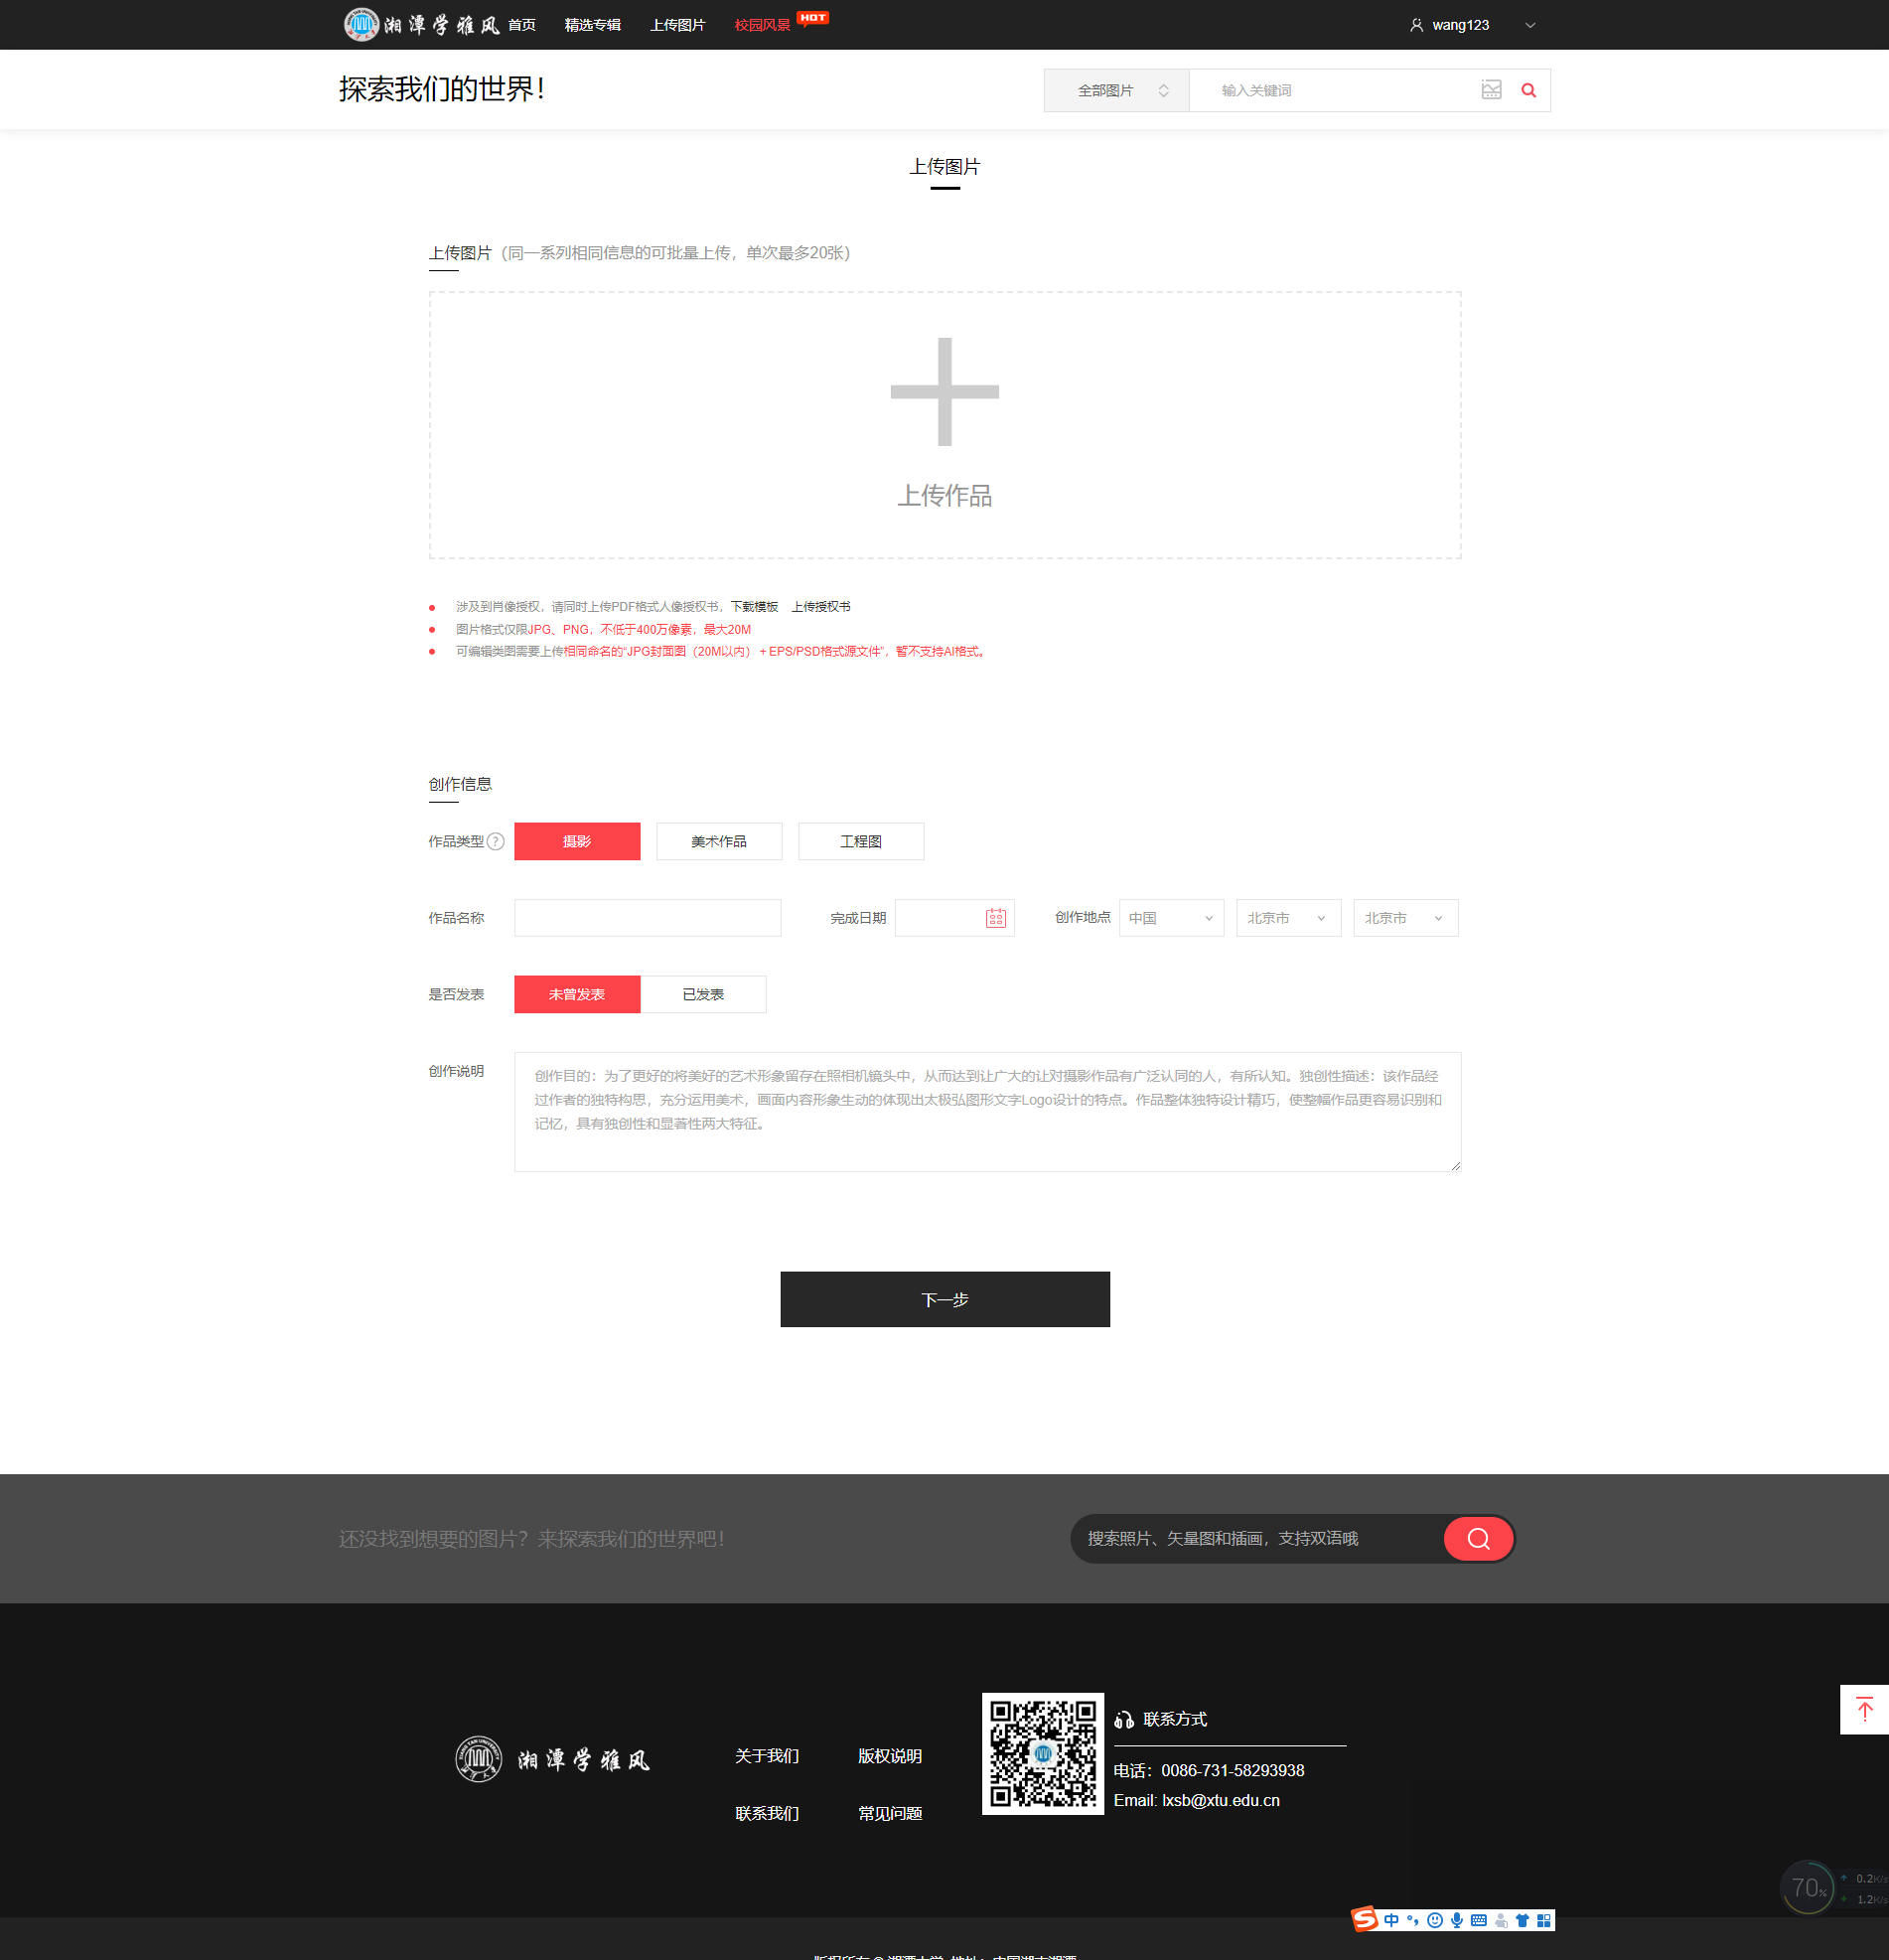 湘潭学雅风 首页 精选专辑 上传图片 校园风景 HOT wang123
探索我们的世界！ 全部图片 输入关键词
上传图片
上传图片（同一系列相同信息的可批量上传，单次最多20张）
上传作品
涉及到肖像授权，请同时上传PDF格式人像授权书，下载模板 上传授权书
图片格式仅限JPG、PNG，不低于400万像素，最大20M
可编辑类图需要上传相同命名的“JPG封面图（20M以内）+ EPS/PSD格式源文件”，暂不支持AI格式。
创作信息
作品类型 ? 摄影 美术作品 工程图
作品名称 完成日期 创作地点 中国 北京市 北京市
是否发表 未曾发表 已发表
创作说明
创作目的：为了更好的将美好的艺术形象留存在照相机镜头中，从而达到让广大的让对摄影作品有广泛认同的人，有所认知。独创性描述：该作品经
过作者的独特构思，充分运用美术，画面内容形象生动的体现出太极弘图形文字Logo设计的特点。作品整体独特设计精巧，使整幅作品更容易识别和
记忆，具有独创性和显著性两大特征。
下一步
还没找到想要的图片？来探索我们的世界吧！ 搜索照片、矢量图和插画，支持双语哦
湘潭学雅风
关于我们 版权说明
联系我们 常见问题
联系方式
电话：0086-731-58293938
Email: lxsb@xtu.edu.cn
70%
0.2K/s
1.2K/s
中